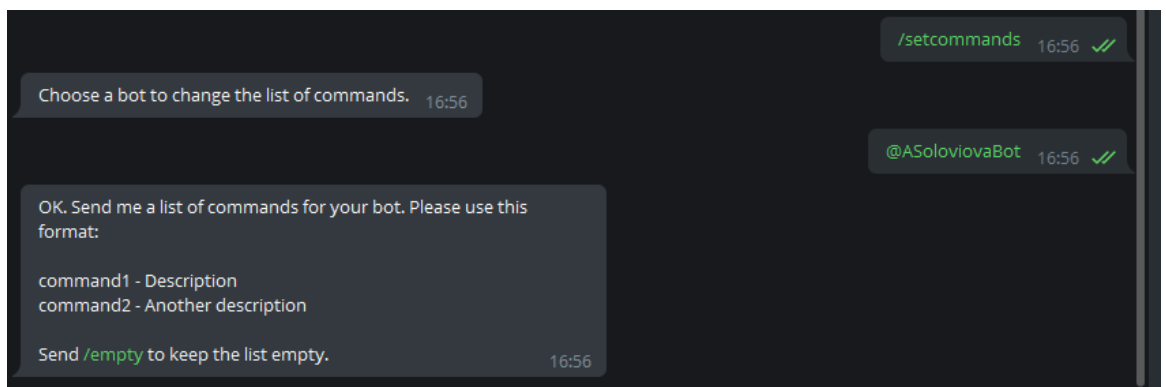 /setcommands 16:56
Choose a bot to change the list of commands. 16:56
@ASoloviovaBot 16:56
OK. Send me a list of commands for your bot. Please use this
format:
command1 - Description
command2 - Another description
Send /empty to keep the list empty. 16:56